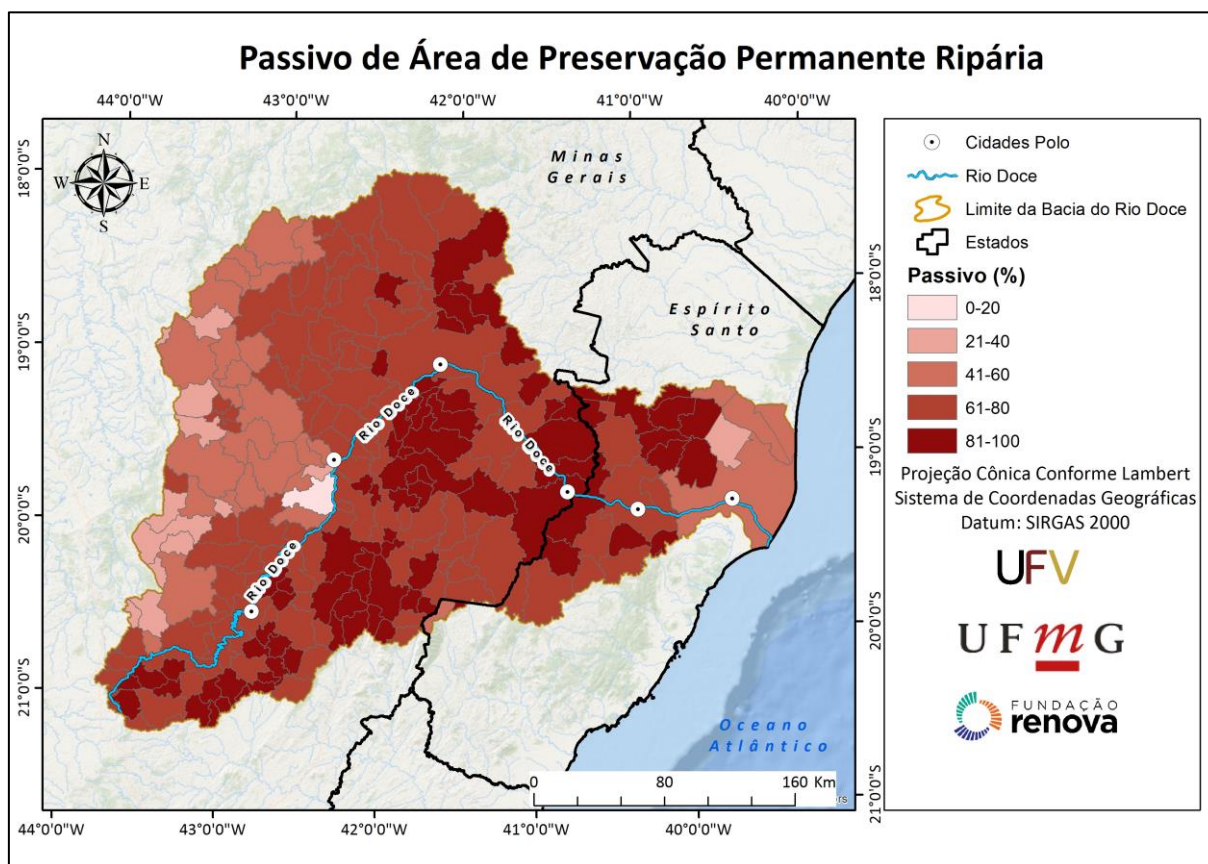 Passivo de Área de Preservação Permanente Ripária
44°0'0"W
43°0'0"W
42°0'0"W
41°0'0"W
40°0'0"W
18°0'0"S
19°0'0"S
20°0'0"S
21°0'0"S
N
W
E
S
Minas
Gerais
Espírito
Santo
Rio Doce
Rio Doce
Rio Doce
Oceano
Atlântico
0
80
160 Km
ers
18°0'0"S
19°0'0"S
20°0'0"S
21°0'0"S
44°0'0"W
43°0'0"W
42°0'0"W
41°0'0"W
40°0'0"W
Cidades Polo
Rio Doce
Limite da Bacia do Rio Doce
Estados
Passivo (%)
0-20
21-40
41-60
61-80
81-100
Projeção Cônica Conforme Lambert
Sistema de Coordenadas Geográficas
Datum: SIRGAS 2000
UFV
UFmG
FUNDAÇÃO
renova